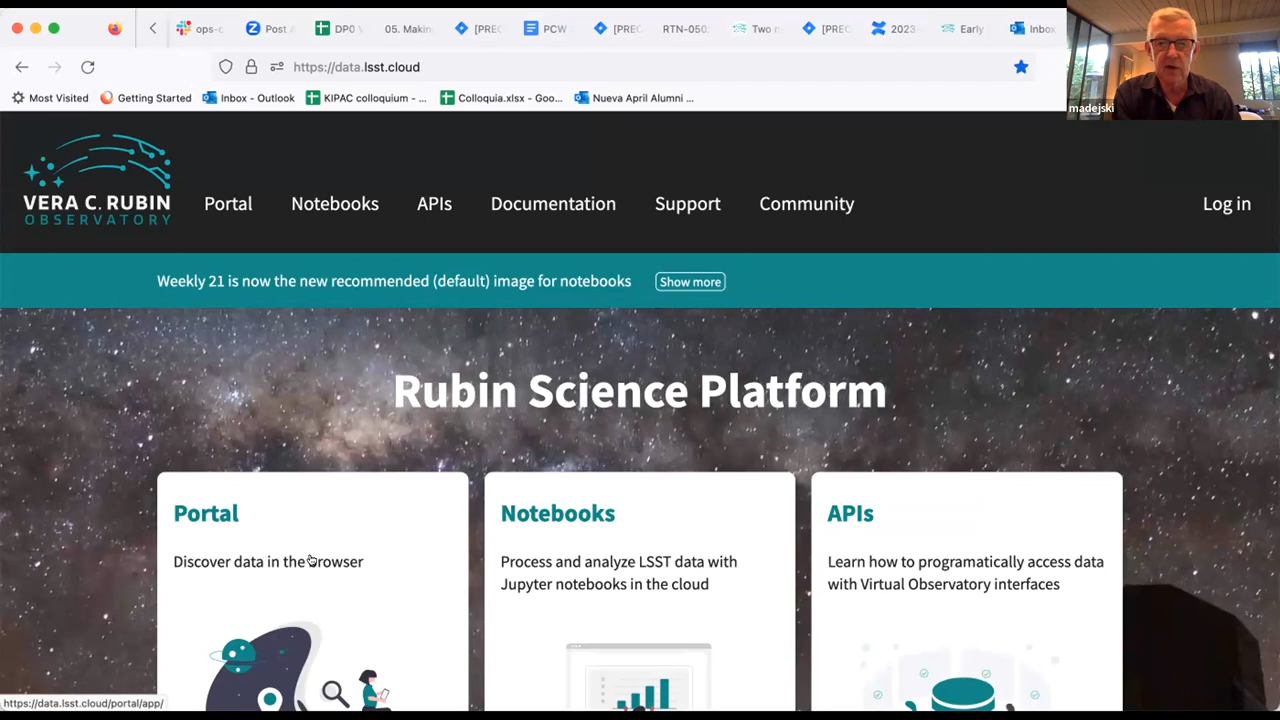 ops-c
Post A
DP0 V
05. Makin
[PREC
PCW
[PREC
RTN-050:
Two n
[PREC
2023-
Early
Inbox
https://data.lsst.cloud
Most Visited
Getting Started
Inbox - Outlook
KIPAC colloquium - ...
Colloquia.xlsx - Goo...
Nueva April Alumni ...
madejski
VERA C. RUBIN
OBSERVATORY
Portal
Notebooks
APIs
Documentation
Support
Community
Log in
Weekly 21 is now the new recommended (default) image for notebooks
Show more
Rubin Science Platform
Portal
Discover data in the browser
Notebooks
Process and analyze LSST data with
Jupyter notebooks in the cloud
APIs
Learn how to programatically access data
with Virtual Observatory interfaces
https://data.lsst.cloud/portal/app/